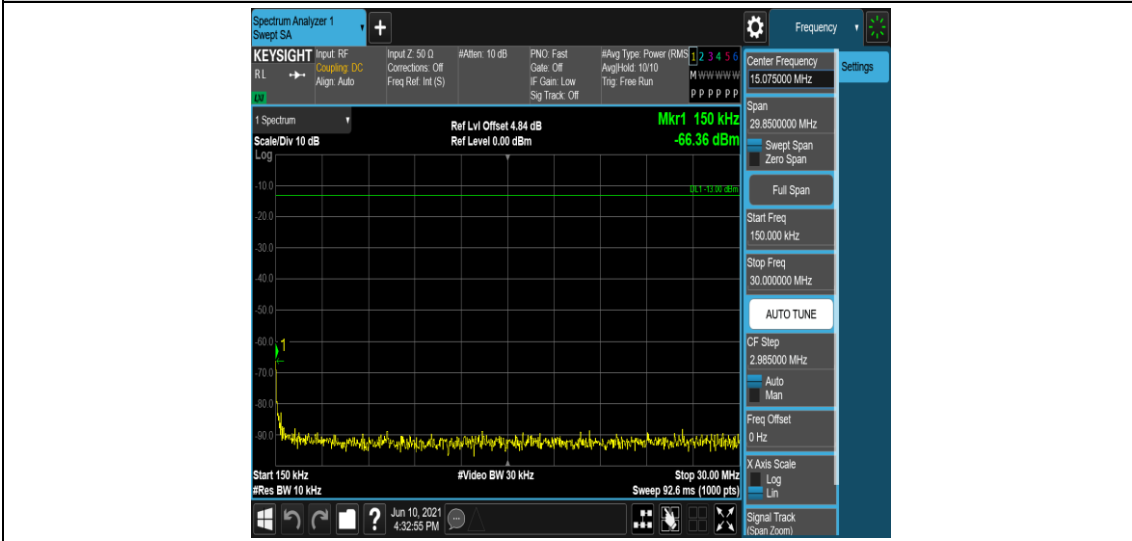 Spectrum Analyzer 1
Swept SA
+
Frequency
KEYSIGHT
RL
Input: RF
Coupling: DC
Align: Auto
Input Z: 50 Ω
Corrections: Off
Freq Ref: Int (S)
#Atten: 10 dB
PNO: Fast
Gate: Off
IF Gain: Low
Sig Track: Off
#Avg Type: Power (RMS
Avg|Hold: 10/10
Trig: Free Run
1 2 3 4 5 6
M W W W W W
P P P P P P
1 Spectrum
Scale/Div 10 dB
Log
Ref Lvl Offset 4.84 dB
Ref Level 0.00 dBm
Mkr1 150 kHz
-66.36 dBm
DL1 -13.00 dBm
-10.0
-20.0
-30.0
-40.0
-50.0
-60.0
1
-70.0
-80.0
-90.0
Start 150 kHz
#Res BW 10 kHz
#Video BW 30 kHz
Stop 30.00 MHz
Sweep 92.6 ms (1000 pts)
?
Jun 10, 2021
4:32:55 PM
Center Frequency
15.075000 MHz
Settings
Span
29.8500000 MHz
Swept Span
Zero Span
Full Span
Start Freq
150.000 kHz
Stop Freq
30.000000 MHz
AUTO TUNE
CF Step
2.985000 MHz
Auto
Man
Freq Offset
0 Hz
X Axis Scale
Log
Lin
Signal Track
(Span Zoom)